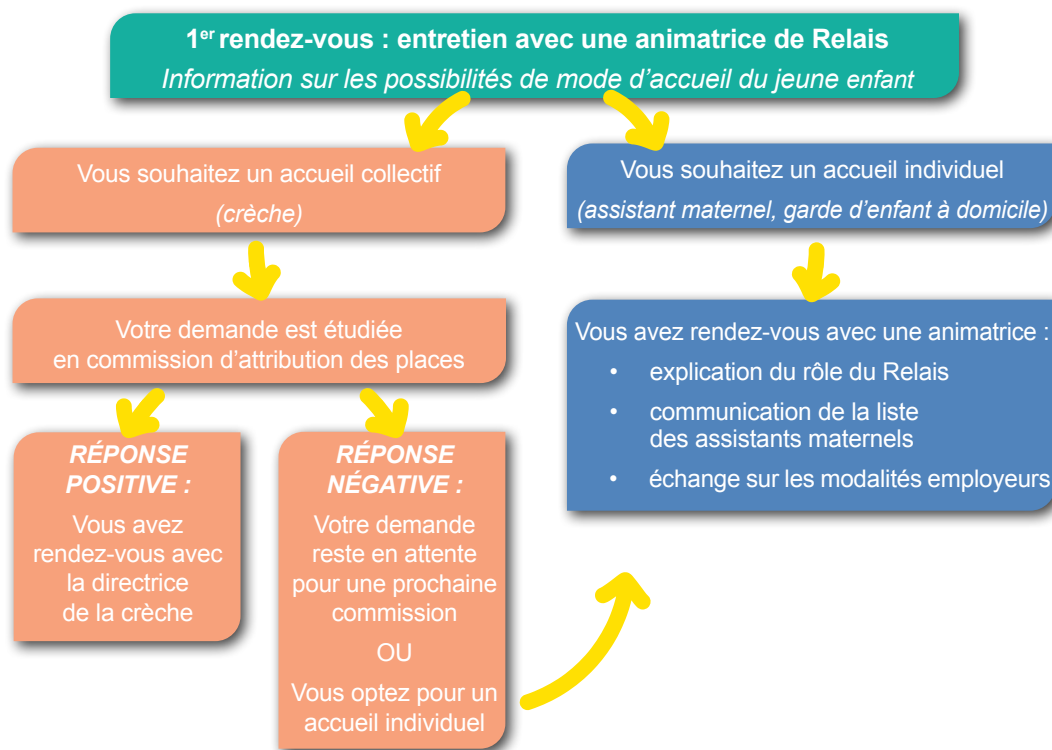 1er rendez-vous : entretien avec une animatrice de Relais
Information sur les possibilités de mode d'accueil du jeune enfant
Vous souhaitez un accueil collectif
(crèche)
Votre demande est étudiée
en commission d'attribution des places
RÉPONSE
POSITIVE :
Vous avez
rendez-vous avec
la directrice
de la crèche
RÉPONSE
NÉGATIVE :
Votre demande
reste en attente
pour une prochaine
commission
OU
Vous optez pour un
accueil individuel
Vous souhaitez un accueil individuel
(assistant maternel, garde d'enfant à domicile)
Vous avez rendez-vous avec une animatrice :
• explication du rôle du Relais
• communication de la liste
des assistants maternels
• échange sur les modalités employeurs